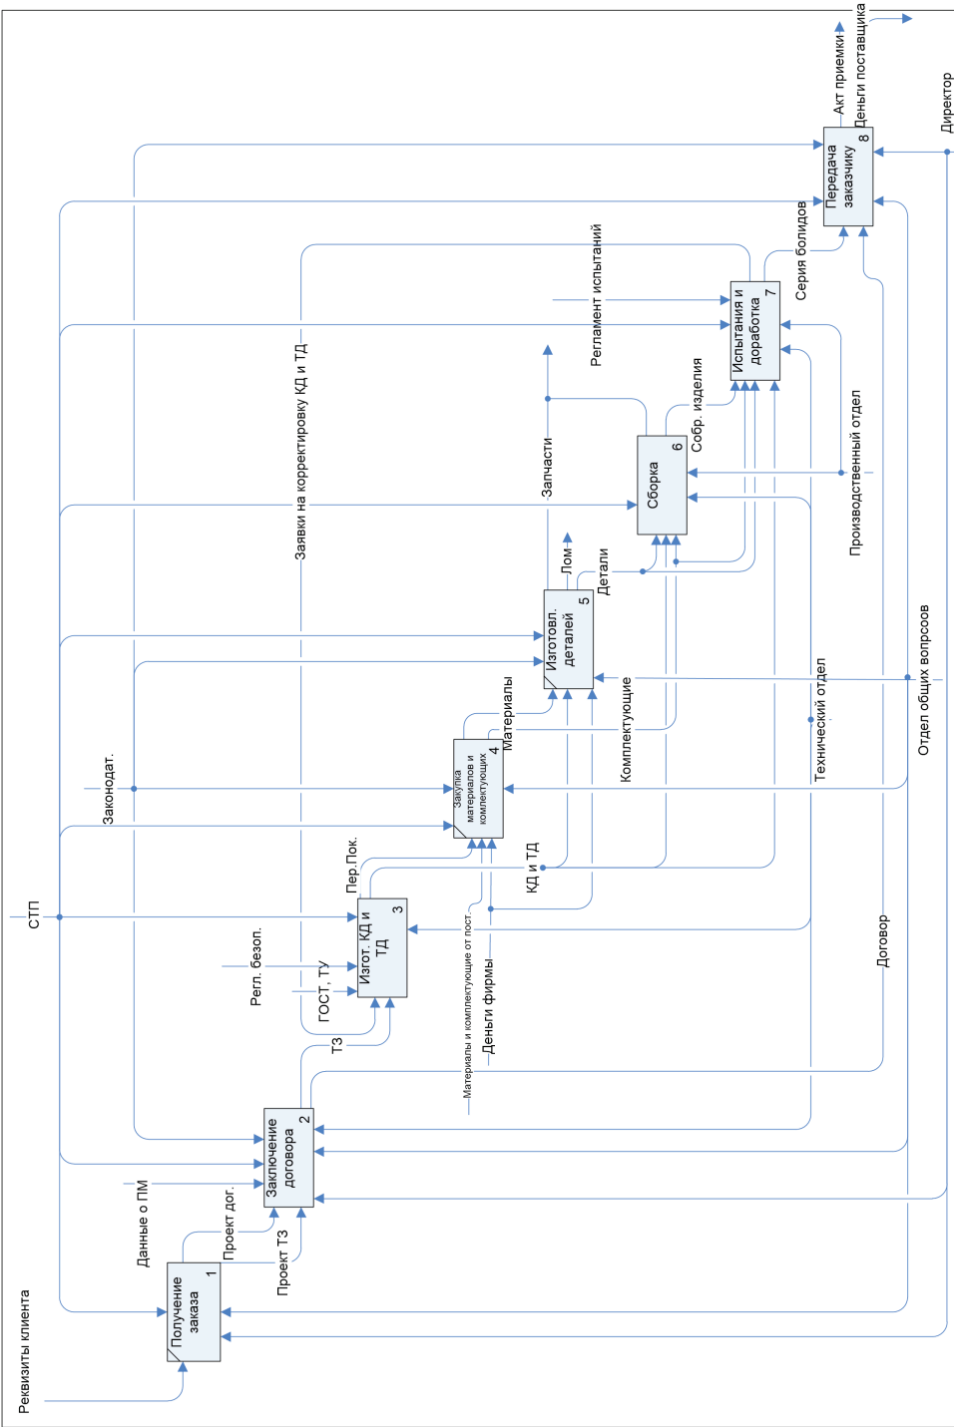 Реквизиты клиента
СТП
Законодат.
Данные о ПМ
Получение
заказа
1
Проект дог.
Проект ТЗ
Заключение
договора
2
Регл. безоп.
ГОСТ, ТУ
ТЗ
Изгот. КД и
ТД
3
Пер.Пок.
КД и ТД
Материалы и комплектующие от пост.
Деньги фирмы
Закупка
материалов и
комлектующих
4
Материалы
Комплектующие
Изготовл.
деталей
5
Запчасти
Лом
Детали
Сборка
6
Собр. изделия
Заявки на корректировку КД и ТД
Регламент испытаний
Испытания и
доработка
7
Серия болидов
Передача
заказчику
8
Акт приемки
Деньги поставщика
Договор
Технический отдел
Производственный отдел
Отдел общих вопрсоов
Директор